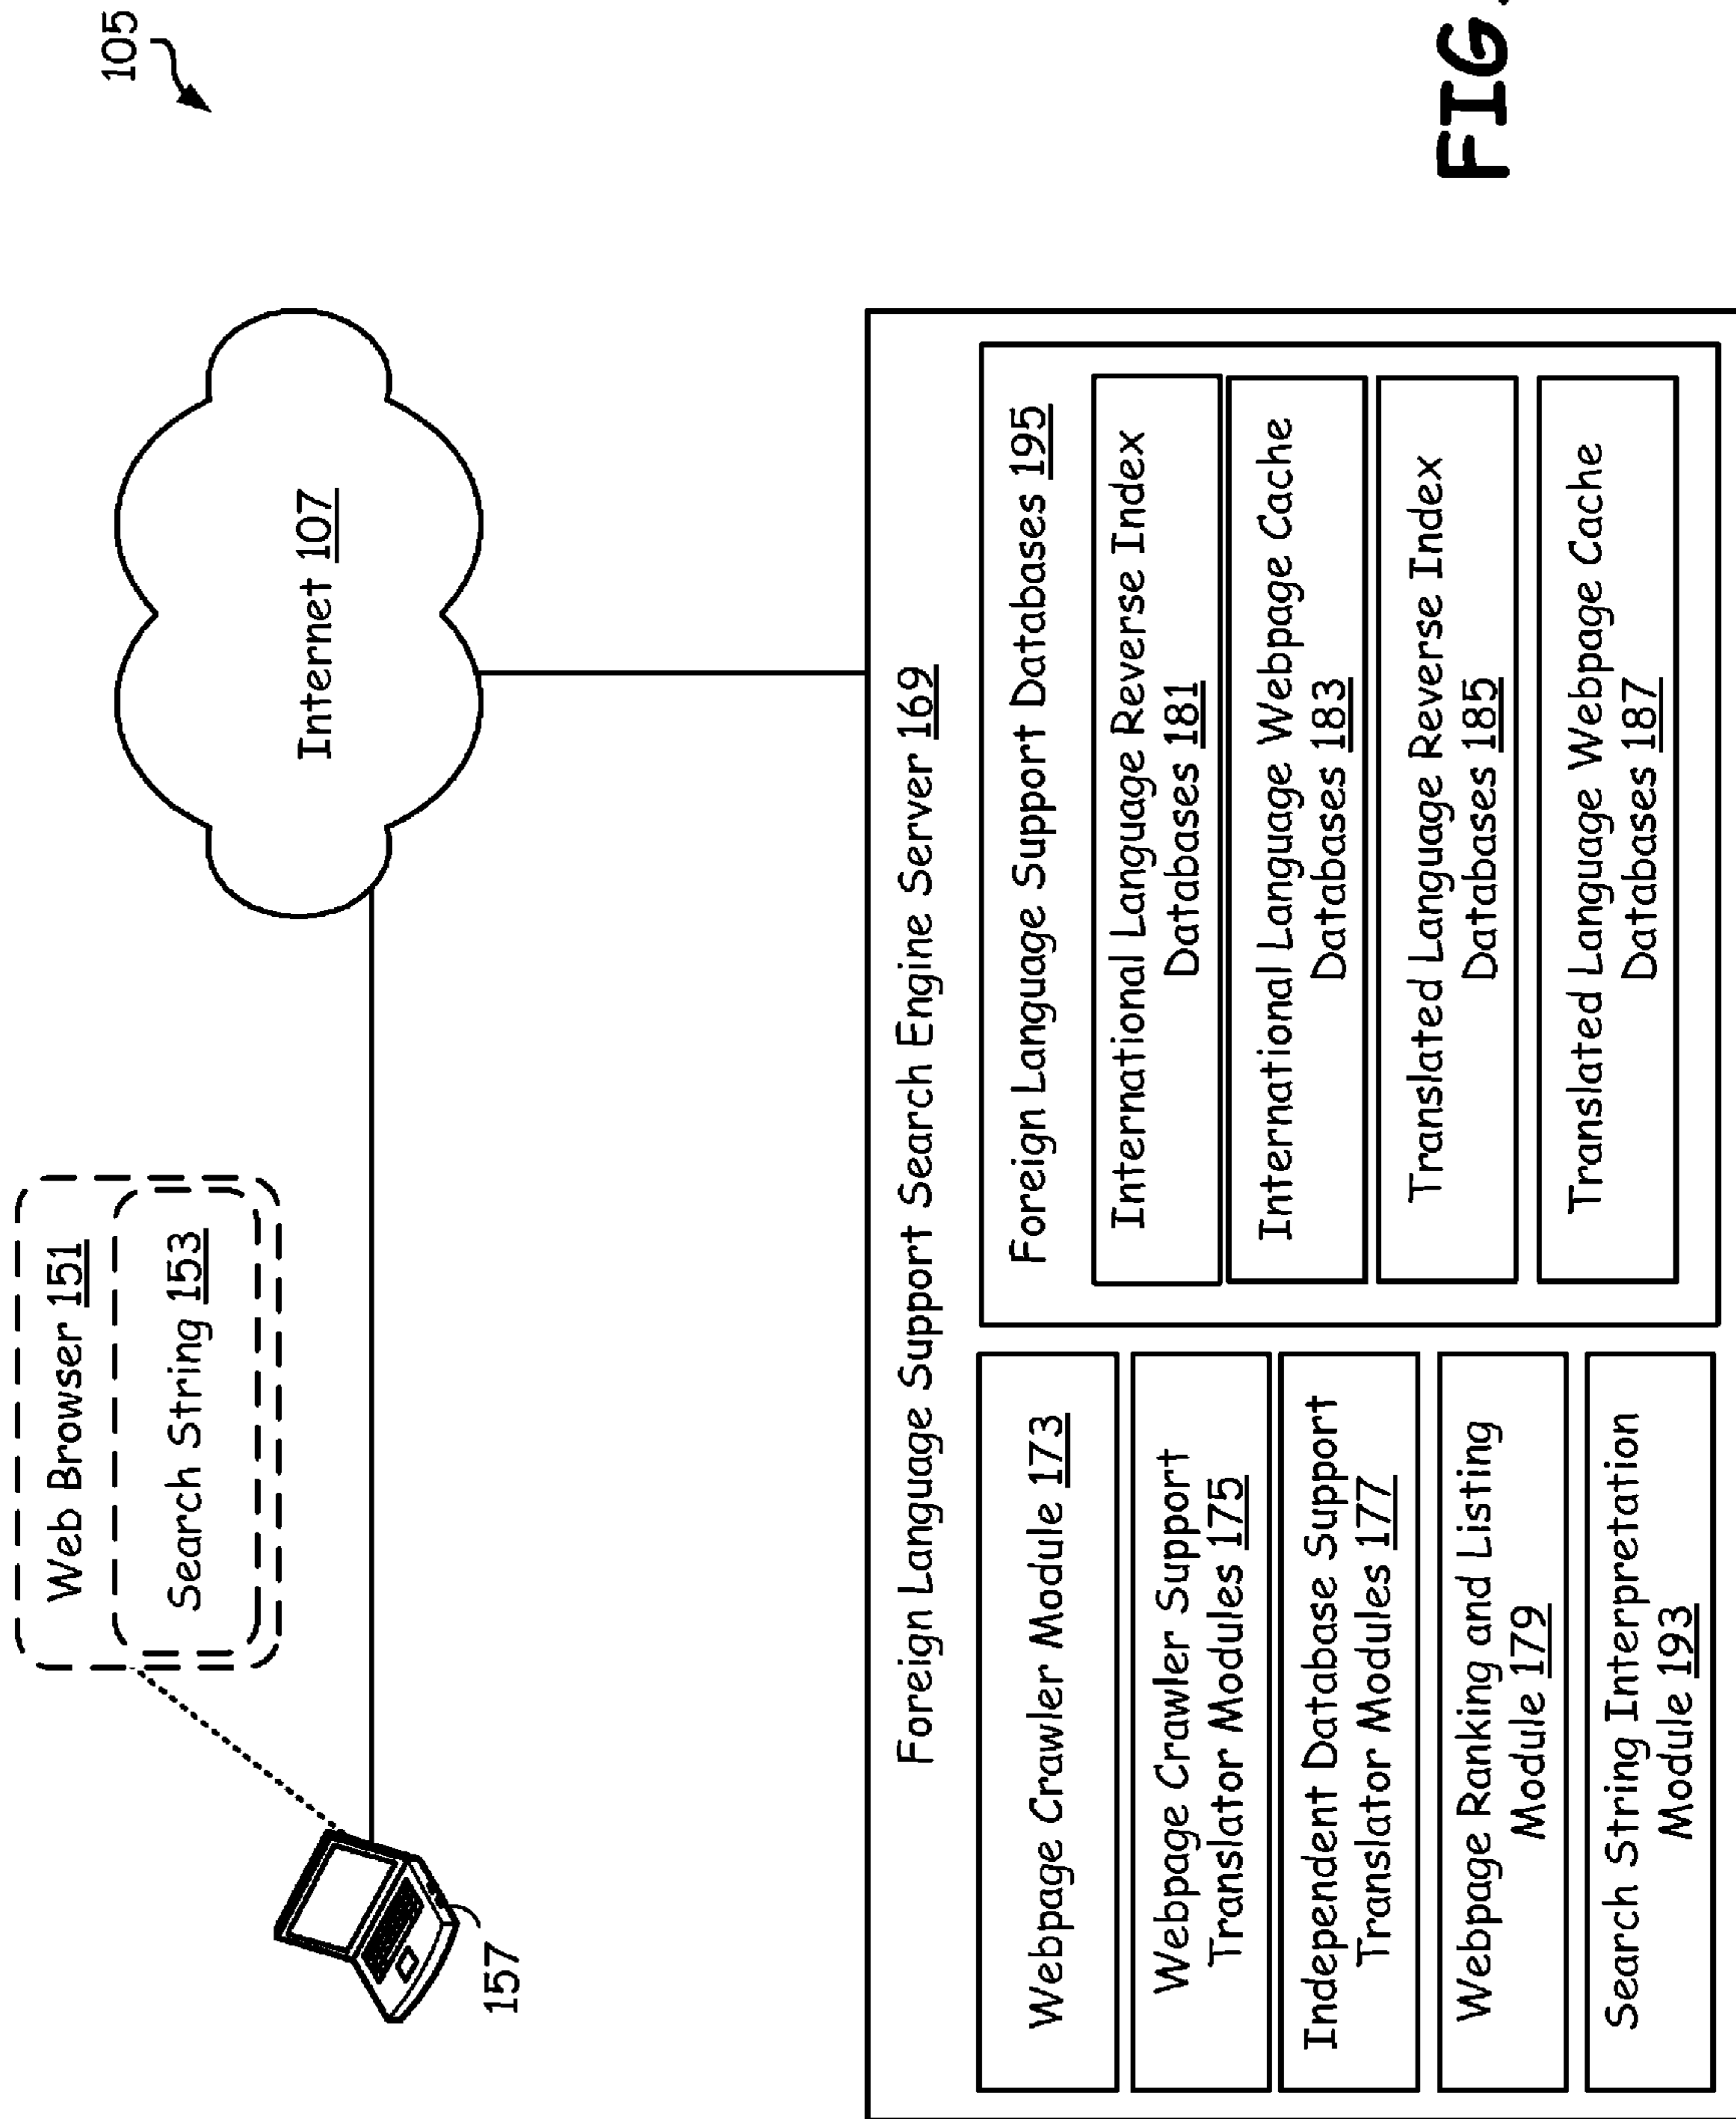 105
Web Browser 151
Search String 153
157
Internet 107
Foreign Language Support Search Engine Server 169
Webpage Crawler Module 173
Webpage Crawler Support
Translator Modules 175
Independent Database Support
Translator Modules 177
Webpage Ranking and Listing
Module 179
Search String Interpretation
Module 193
Foreign Language Support Databases 195
International Language Reverse Index
Databases 181
International Language Webpage Cache
Databases 183
Translated Language Reverse Index
Databases 185
Translated Language Webpage Cache
Databases 187
FIG.